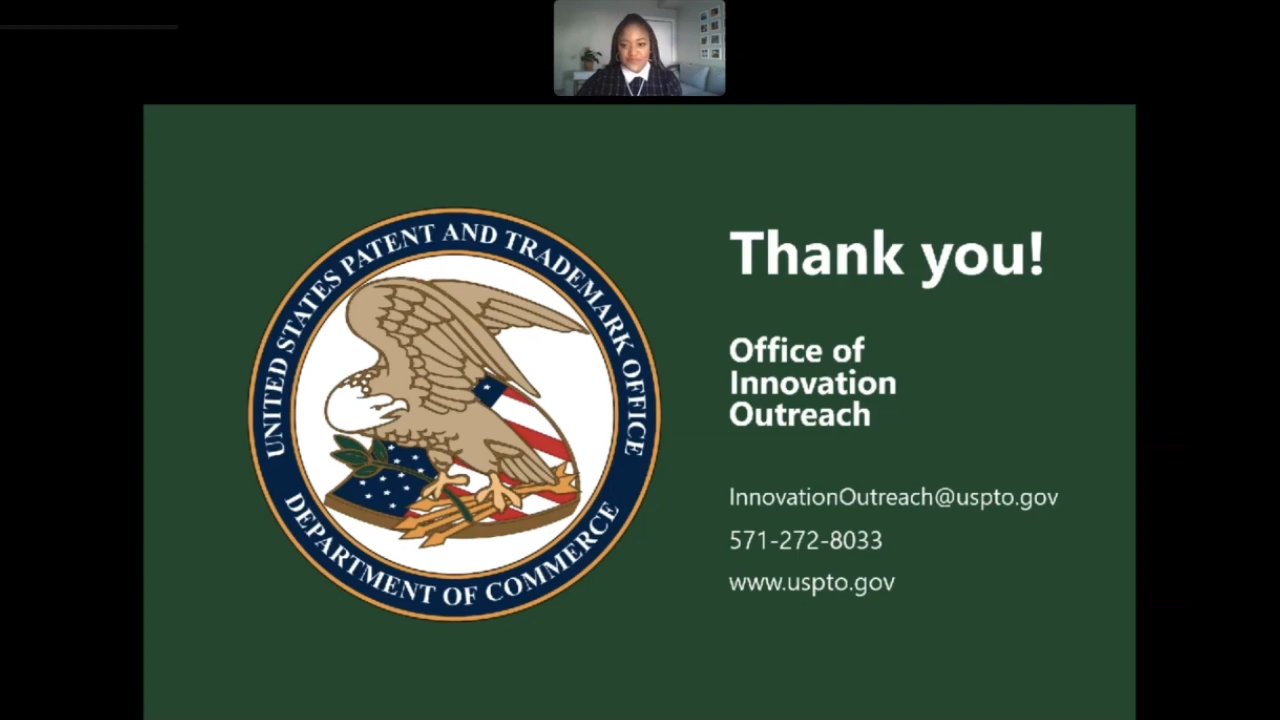 UNITED STATES PATENT AND TRADEMARK OFFICE
DEPARTMENT OF COMMERCE
Thank you!
Office of
Innovation
Outreach
InnovationOutreach@uspto.gov
571-272-8033
www.uspto.gov